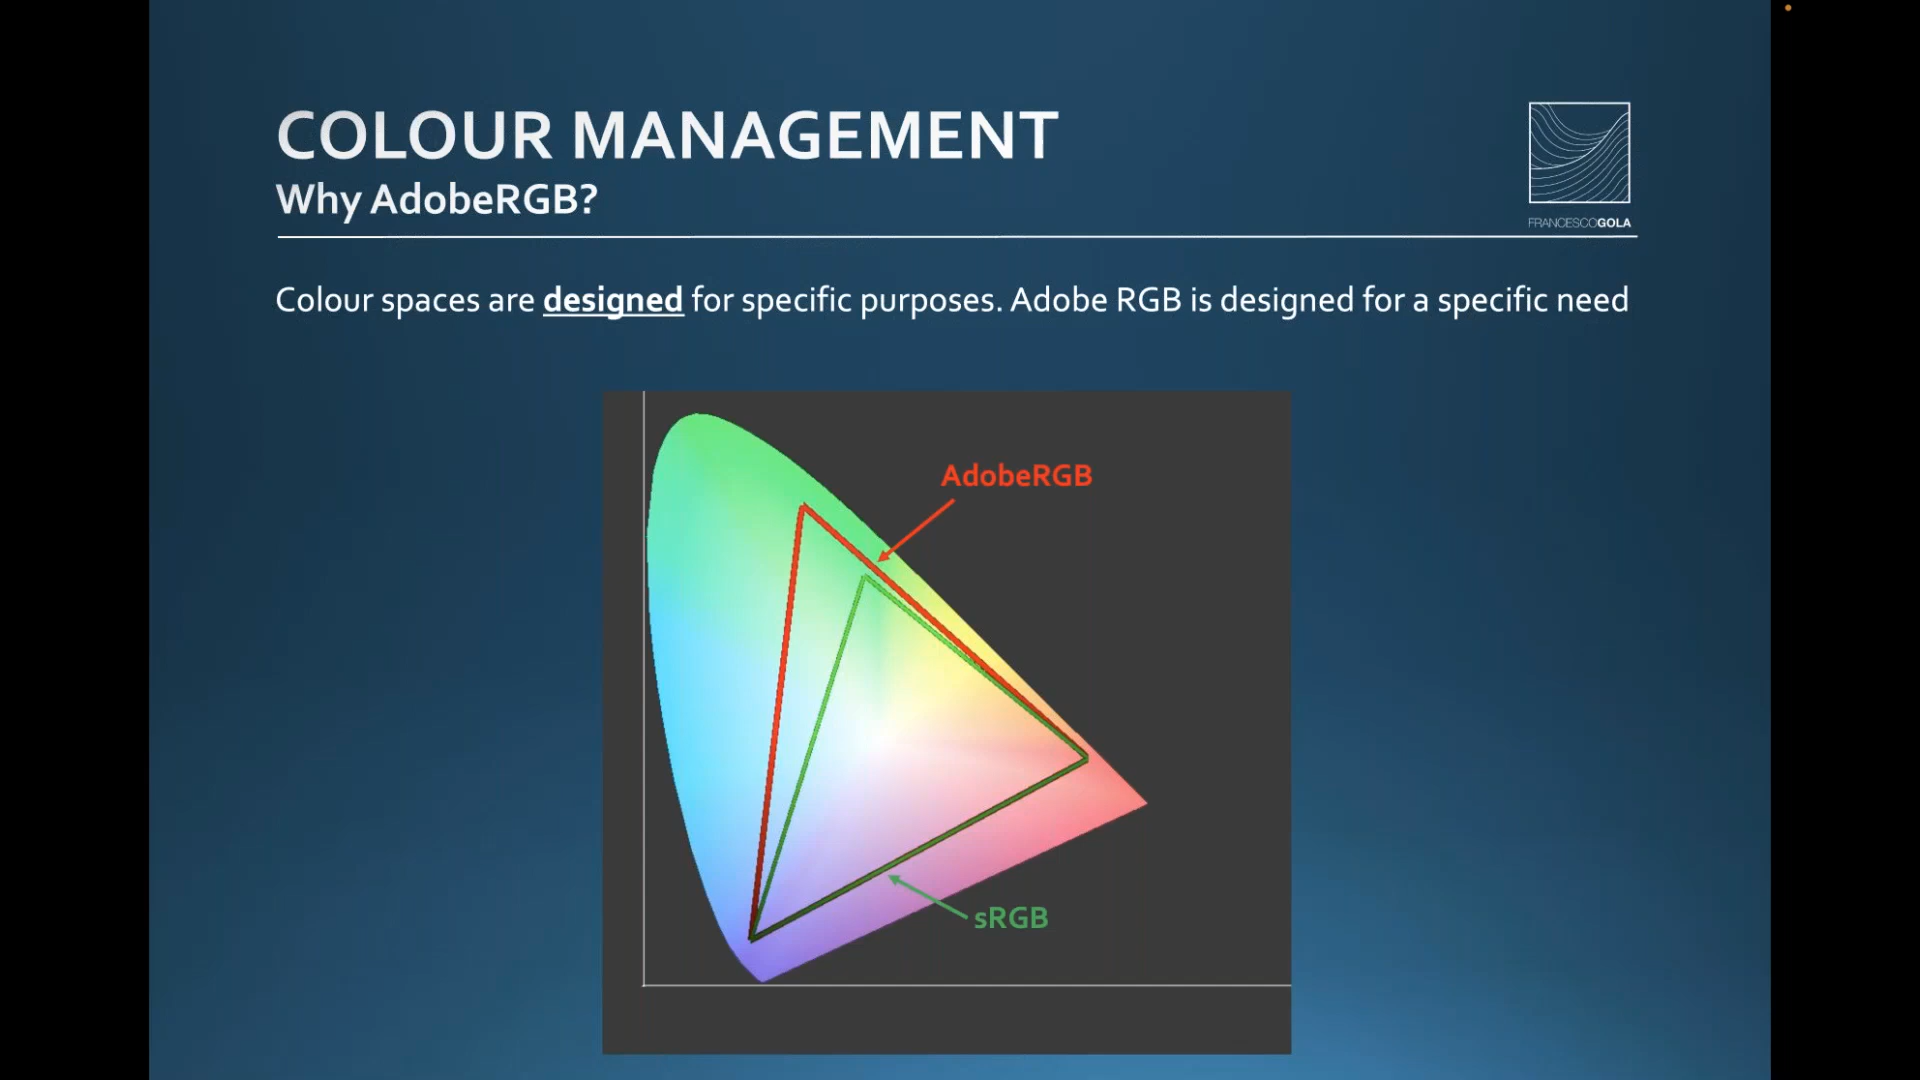 COLOUR MANAGEMENT
Why AdobeRGB?
FRANCESCOGOLA
Colour spaces are designed for specific purposes. Adobe RGB is designed for a specific need
AdobeRGB
sRGB